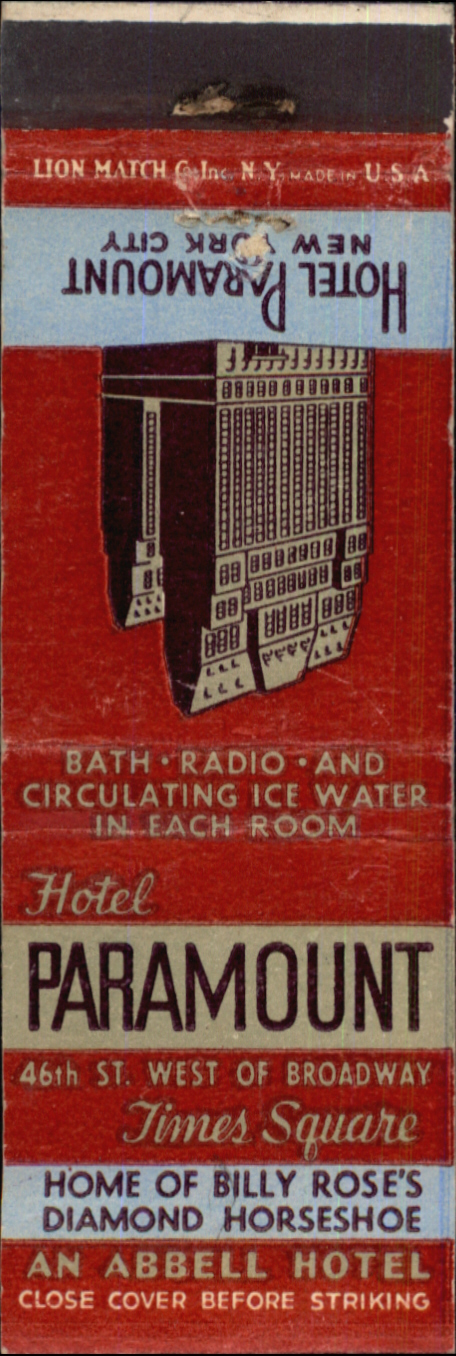 LION MATCH Co. Inc. N.Y. MADE IN U.S.A
HOTEL PARAMOUNT
NEW YORK CITY
BATH • RADIO • AND
CIRCULATING ICE WATER
IN EACH ROOM
Hotel
PARAMOUNT
46th ST. WEST OF BROADWAY
Times Square
HOME OF BILLY ROSE'S
DIAMOND HORSESHOE
AN ABBELL HOTEL
CLOSE COVER BEFORE STRIKING